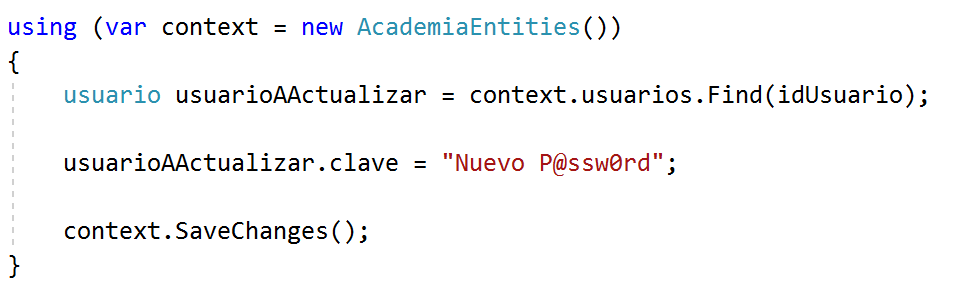 using (var context = new AcademiaEntities())
{
usuario usuarioAActualizar = context.usuarios.Find(idUsuario);
usuarioAActualizar.clave = "Nuevo P@ssw0rd";
context.SaveChanges();
}